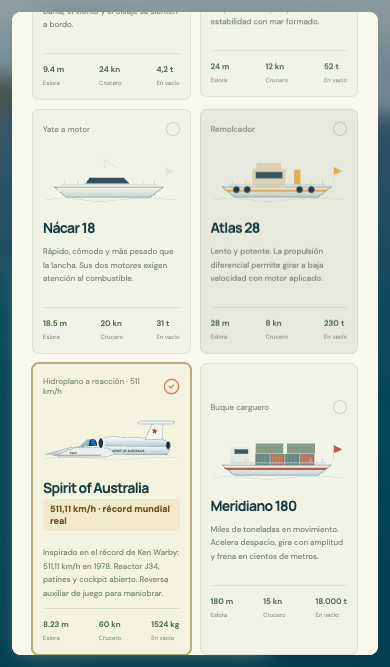 a bordo.
9.4 m
24 kn
4,2 t
Eslora
Crucero
En vacío
estabilidad con mar formado.
24 m
12 kn
52 t
Eslora
Crucero
En vacío
Yate a motor
Nácar 18
Rápido, cómodo y más pesado que
la lancha. Sus dos motores exigen
atención al combustible.
18.5 m
20 kn
31 t
Eslora
Crucero
En vacío
Remolcador
Atlas 28
Lento y potente. La propulsión
diferencial permite girar a baja
velocidad con motor aplicado.
28 m
8 kn
230 t
Eslora
Crucero
En vacío
Hidroplano a reacción · 511
km/h
SPIRIT OF AUSTRALIA
Spirit of Australia
511,11 km/h · récord mundial
real
Inspirado en el récord de Ken Warby:
511,11 km/h en 1978. Reactor J34,
patines y cockpit abierto. Reversa
auxiliar de juego para maniobrar.
8.23 m
60 kn
1524 kg
Eslora
Crucero
En vacío
Buque carguero
Meridiano 180
Miles de toneladas en movimiento.
Acelera despacio, gira con amplitud
y frena en cientos de metros.
180 m
15 kn
18.000 t
Eslora
Crucero
En vacío